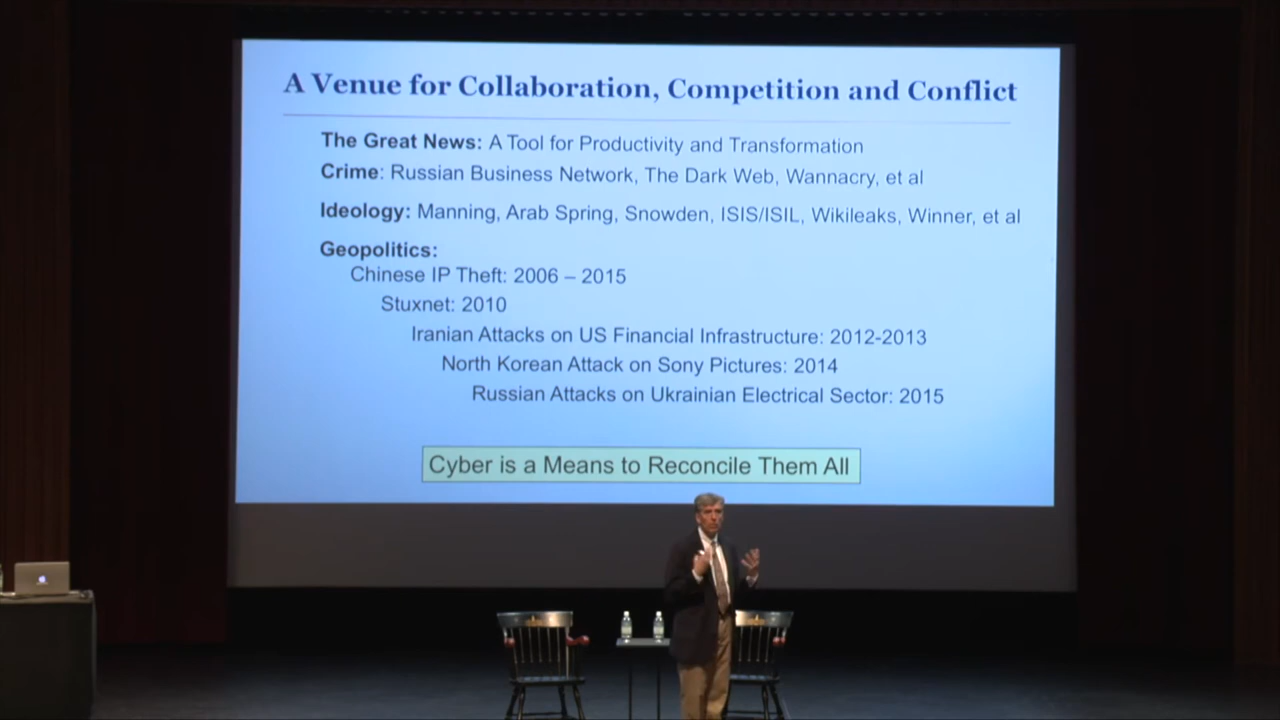 A Venue for Collaboration, Competition and Conflict
The Great News: A Tool for Productivity and Transformation
Crime: Russian Business Network, The Dark Web, Wannacry, et al
Ideology: Manning, Arab Spring, Snowden, ISIS/ISIL, Wikileaks, Winner, et al
Geopolitics:
Chinese IP Theft: 2006 – 2015
Stuxnet: 2010
Iranian Attacks on US Financial Infrastructure: 2012-2013
North Korean Attack on Sony Pictures: 2014
Russian Attacks on Ukrainian Electrical Sector: 2015
Cyber is a Means to Reconcile Them All